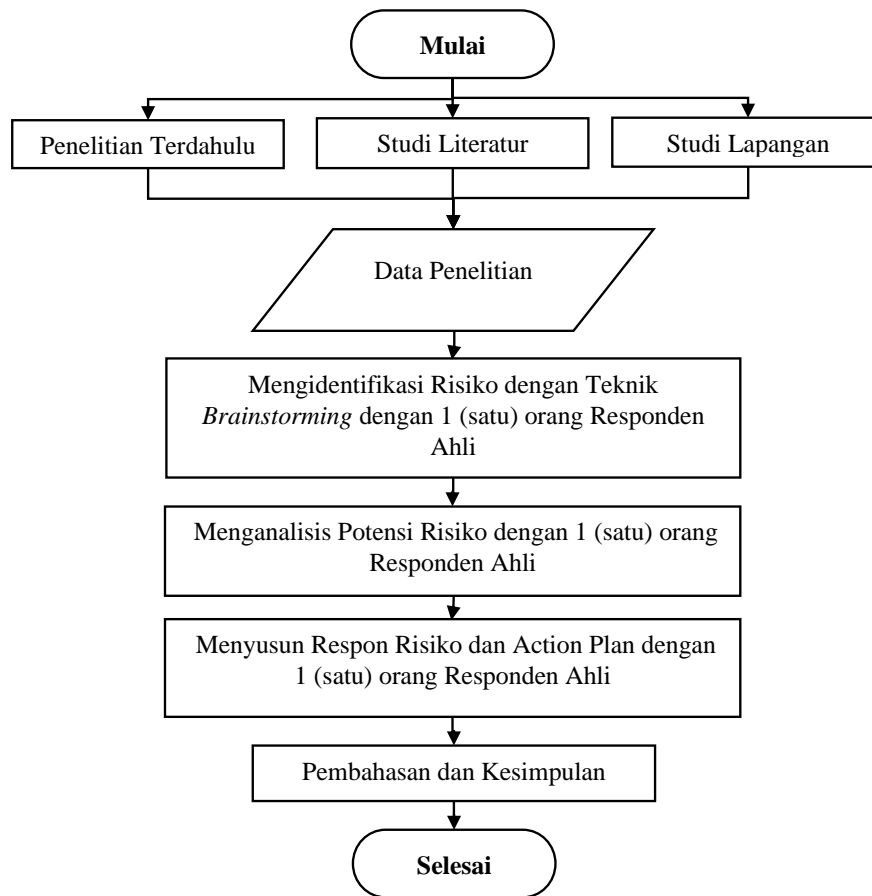 Mulai
Penelitian Terdahulu
Studi Literatur
Studi Lapangan
Data Penelitian
Mengidentifikasi Risiko dengan Teknik
Brainstorming dengan 1 (satu) orang Responden
Ahli
Menganalisis Potensi Risiko dengan 1 (satu) orang
Responden Ahli
Menyusun Respon Risiko dan Action Plan dengan
1 (satu) orang Responden Ahli
Pembahasan dan Kesimpulan
Selesai